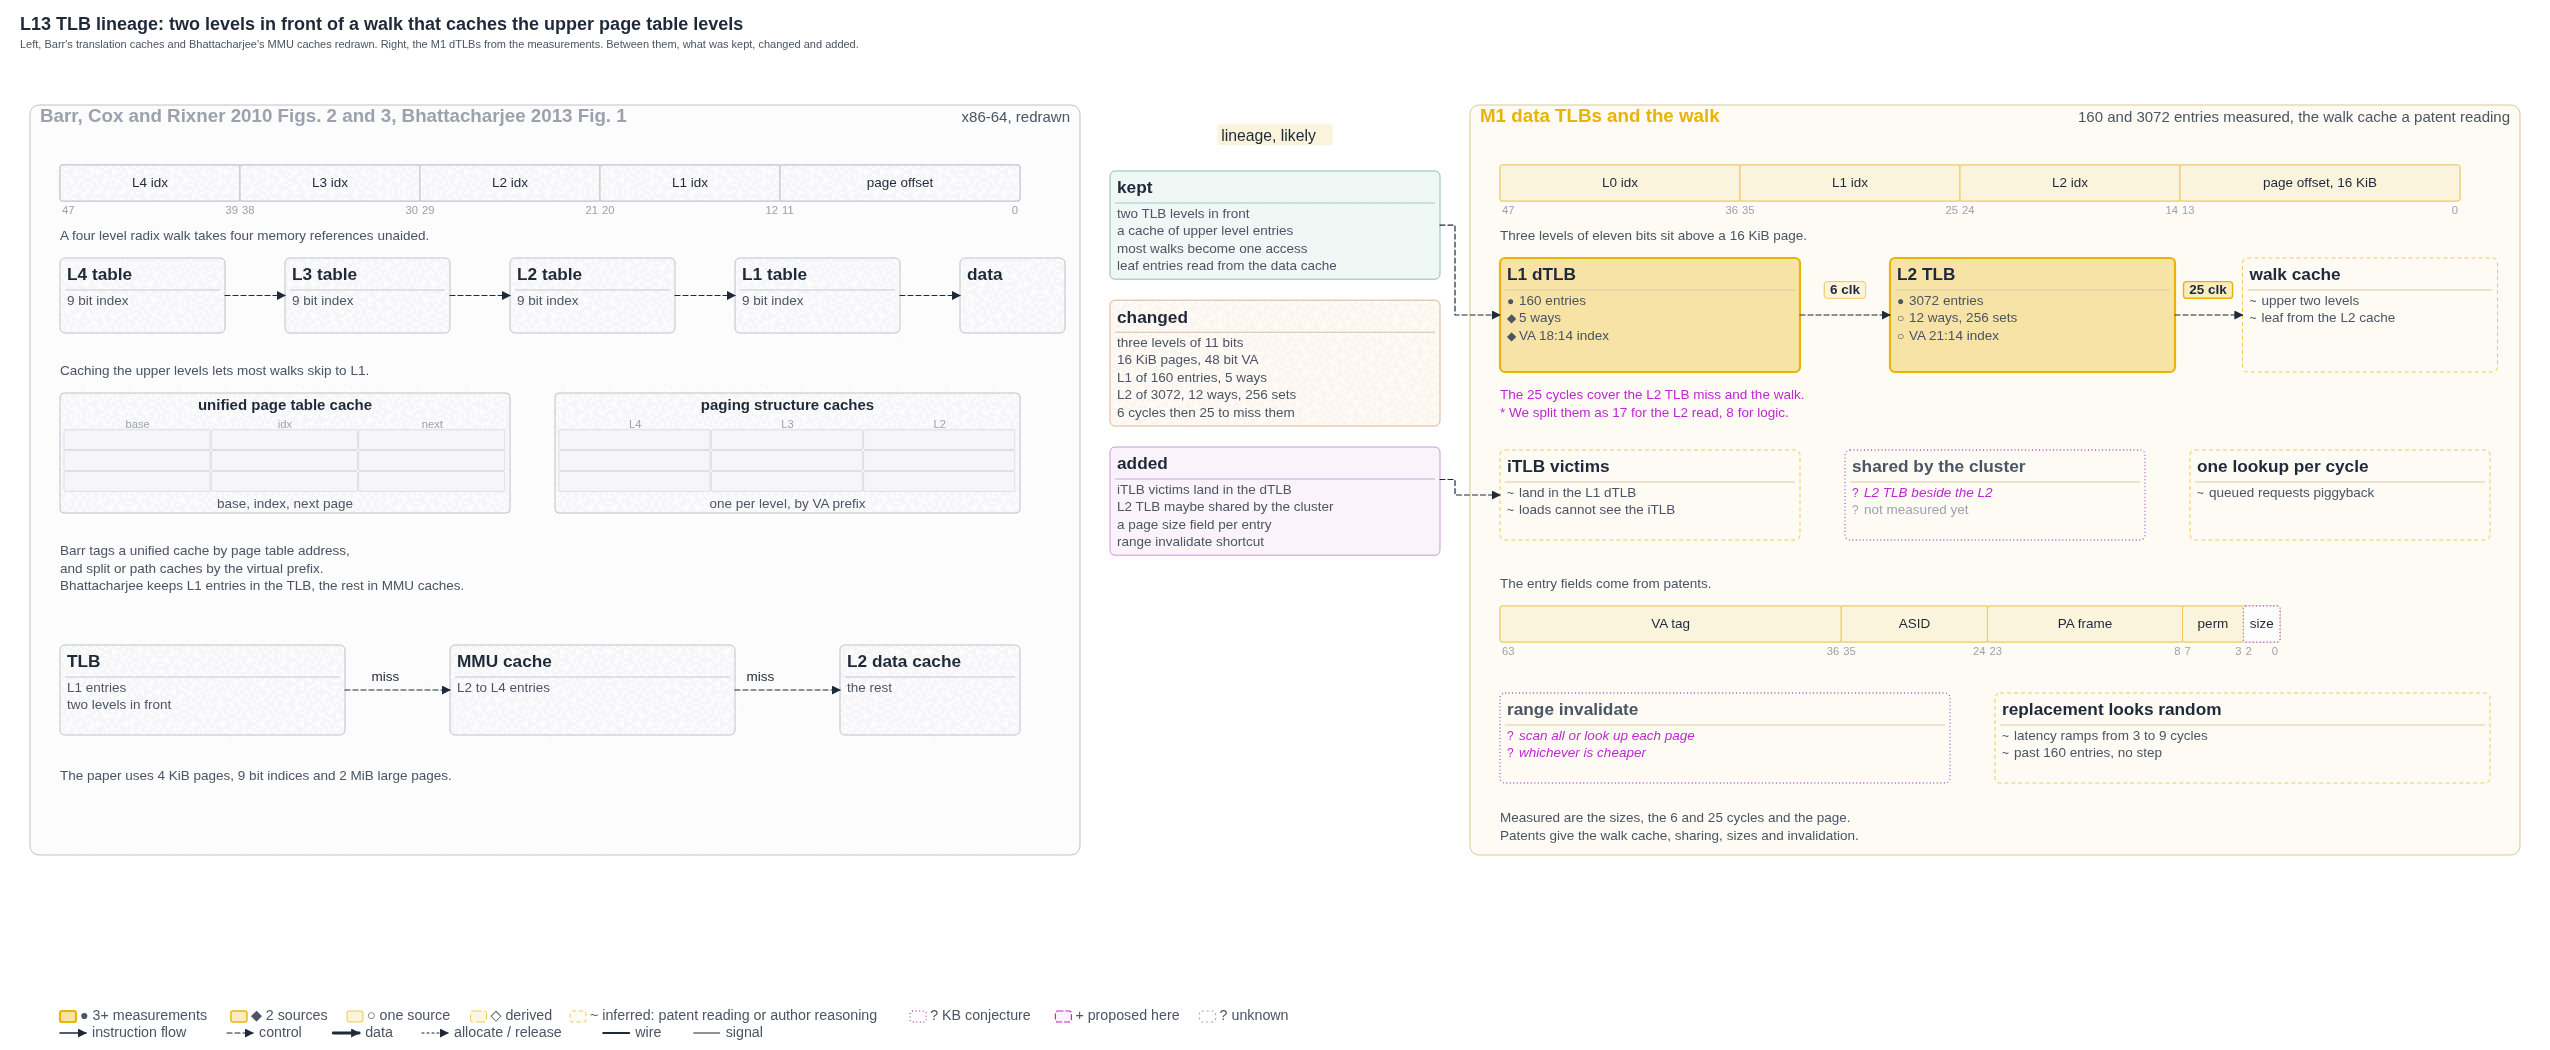 L13 TLB lineage: two levels in front of a walk that caches the upper page table levels
Left, Barr's translation caches and Bhattacharjee's MMU caches redrawn. Right, the M1 dTLBs from the measurements. Between them, what was kept, changed and added.
Barr, Cox and Rixner 2010 Figs. 2 and 3, Bhattacharjee 2013 Fig. 1
x86-64, redrawn
L4 idx
L3 idx
L2 idx
L1 idx
page offset
47
39 38
30 29
21 20
12 11
0
A four level radix walk takes four memory references unaided.
L4 table
9 bit index
L3 table
9 bit index
L2 table
9 bit index
L1 table
9 bit index
data
Caching the upper levels lets most walks skip to L1.
unified page table cache
base
idx
next
base, index, next page
paging structure caches
L4
L3
L2
one per level, by VA prefix
Barr tags a unified cache by page table address,
and split or path caches by the virtual prefix.
Bhattacharjee keeps L1 entries in the TLB, the rest in MMU caches.
TLB
L1 entries
two levels in front
miss
MMU cache
L2 to L4 entries
miss
L2 data cache
the rest
The paper uses 4 KiB pages, 9 bit indices and 2 MiB large pages.
lineage, likely
kept
two TLB levels in front
a cache of upper level entries
most walks become one access
leaf entries read from the data cache
changed
three levels of 11 bits
16 KiB pages, 48 bit VA
L1 of 160 entries, 5 ways
L2 of 3072, 12 ways, 256 sets
6 cycles then 25 to miss them
added
iTLB victims land in the dTLB
L2 TLB maybe shared by the cluster
a page size field per entry
range invalidate shortcut
M1 data TLBs and the walk
160 and 3072 entries measured, the walk cache a patent reading
L0 idx
L1 idx
L2 idx
page offset, 16 KiB
47
36 35
25 24
14 13
0
Three levels of eleven bits sit above a 16 KiB page.
L1 dTLB
● 160 entries
◆ 5 ways
◆ VA 18:14 index
6 clk
L2 TLB
● 3072 entries
○ 12 ways, 256 sets
○ VA 21:14 index
25 clk
walk cache
~ upper two levels
~ leaf from the L2 cache
The 25 cycles cover the L2 TLB miss and the walk.
* We split them as 17 for the L2 read, 8 for logic.
iTLB victims
~ land in the L1 dTLB
~ loads cannot see the iTLB
shared by the cluster
? L2 TLB beside the L2
? not measured yet
one lookup per cycle
~ queued requests piggyback
The entry fields come from patents.
VA tag
ASID
PA frame
perm
size
63
36 35
24 23
8 7
3 2
0
range invalidate
? scan all or look up each page
? whichever is cheaper
replacement looks random
~ latency ramps from 3 to 9 cycles
~ past 160 entries, no step
Measured are the sizes, the 6 and 25 cycles and the page.
Patents give the walk cache, sharing, sizes and invalidation.
● 3+ measurements
◆ 2 sources
○ one source
◇ derived
~ inferred: patent reading or author reasoning
? KB conjecture
+ proposed here
? unknown
instruction flow
control
data
allocate / release
wire
signal